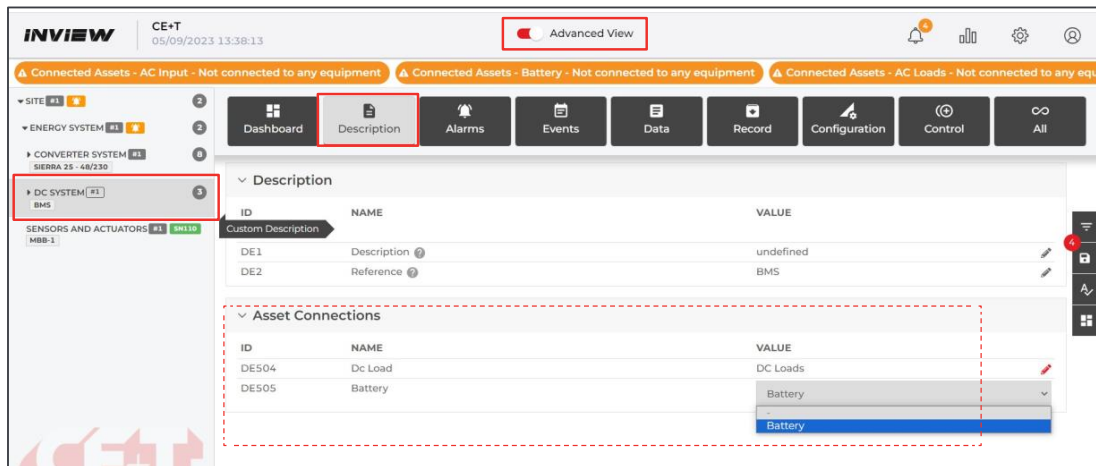 INVIEW
CE+T
05/09/2023 13:38:13
Advanced View
4
Connected Assets - AC Input - Not connected to any equipment
Connected Assets - Battery - Not connected to any equipment
Connected Assets - AC Loads - Not connected to any equ
SITE #1 2
ENERGY SYSTEM #1 2
CONVERTER SYSTEM #1 8
SIERRA 25 - 48/230
DC SYSTEM #1 3
BMS
SENSORS AND ACTUATORS #1 SN110
MBB-1
Dashboard
Description
Alarms
Events
Data
Record
Configuration
Control
All
Description
ID NAME VALUE
Custom Description
DE1 Description ? undefined
DE2 Reference ? BMS
4
Asset Connections
ID NAME VALUE
DE504 Dc Load DC Loads
DE505 Battery Battery
-
Battery